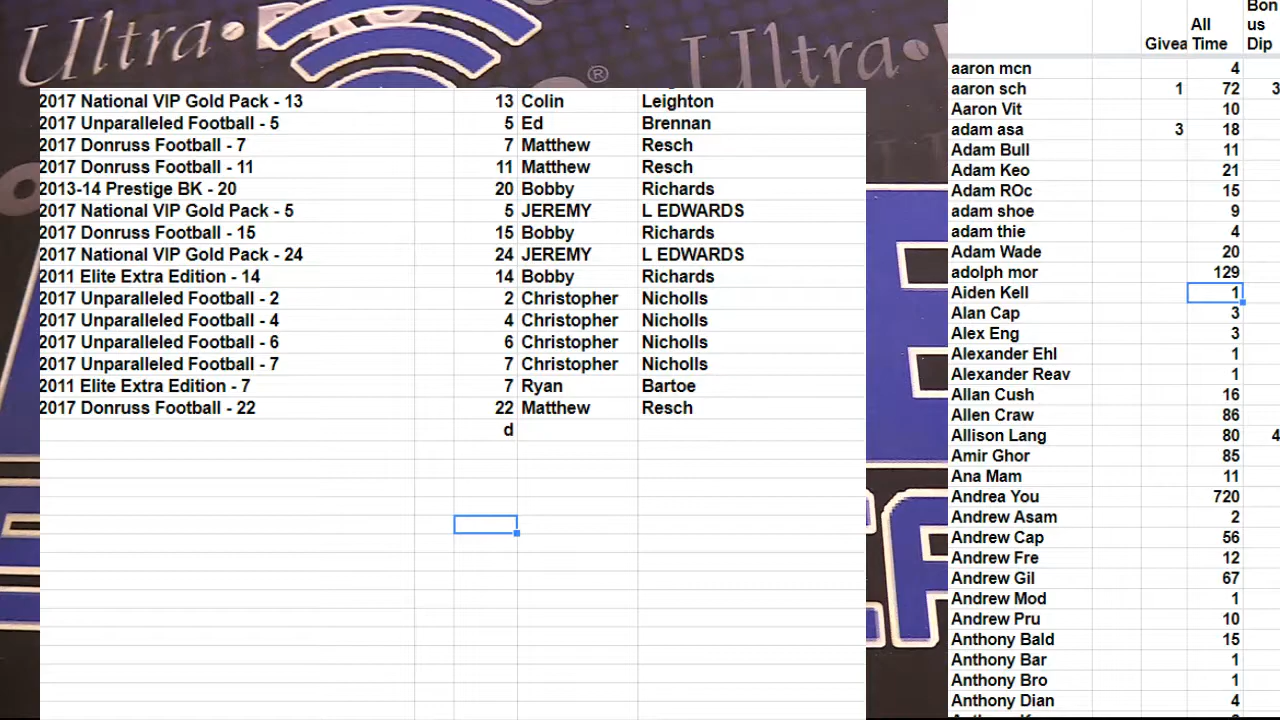 Ultra PRO
®
Ultra
2017 National VIP Gold Pack - 13 13 Colin Leighton
2017 Unparalleled Football - 5 5 Ed Brennan
2017 Donruss Football - 7 7 Matthew Resch
2017 Donruss Football - 11 11 Matthew Resch
2013-14 Prestige BK - 20 20 Bobby Richards
2017 National VIP Gold Pack - 5 5 JEREMY L EDWARDS
2017 Donruss Football - 15 15 Bobby Richards
2017 National VIP Gold Pack - 24 24 JEREMY L EDWARDS
2011 Elite Extra Edition - 14 14 Bobby Richards
2017 Unparalleled Football - 2 2 Christopher Nicholls
2017 Unparalleled Football - 4 4 Christopher Nicholls
2017 Unparalleled Football - 6 6 Christopher Nicholls
2017 Unparalleled Football - 7 7 Christopher Nicholls
2011 Elite Extra Edition - 7 7 Ryan Bartoe
2017 Donruss Football - 22 22 Matthew Resch
d
Bon
All us
Givea Time Dip
aaron mcn 4
aaron sch 1 72 3
Aaron Vit 10
adam asa 3 18
Adam Bull 11
Adam Keo 21
Adam ROc 15
adam shoe 9
adam thie 4
Adam Wade 20
adolph mor 129
Aiden Kell 1
Alan Cap 3
Alex Eng 3
Alexander Ehl 1
Alexander Reav 1
Allan Cush 16
Allen Craw 86
Allison Lang 80 4
Amir Ghor 85
Ana Mam 11
Andrea You 720
Andrew Asam 2
Andrew Cap 56
Andrew Fre 12
Andrew Gil 67
Andrew Mod 1
Andrew Pru 10
Anthony Bald 15
Anthony Bar 1
Anthony Bro 1
Anthony Dian 4